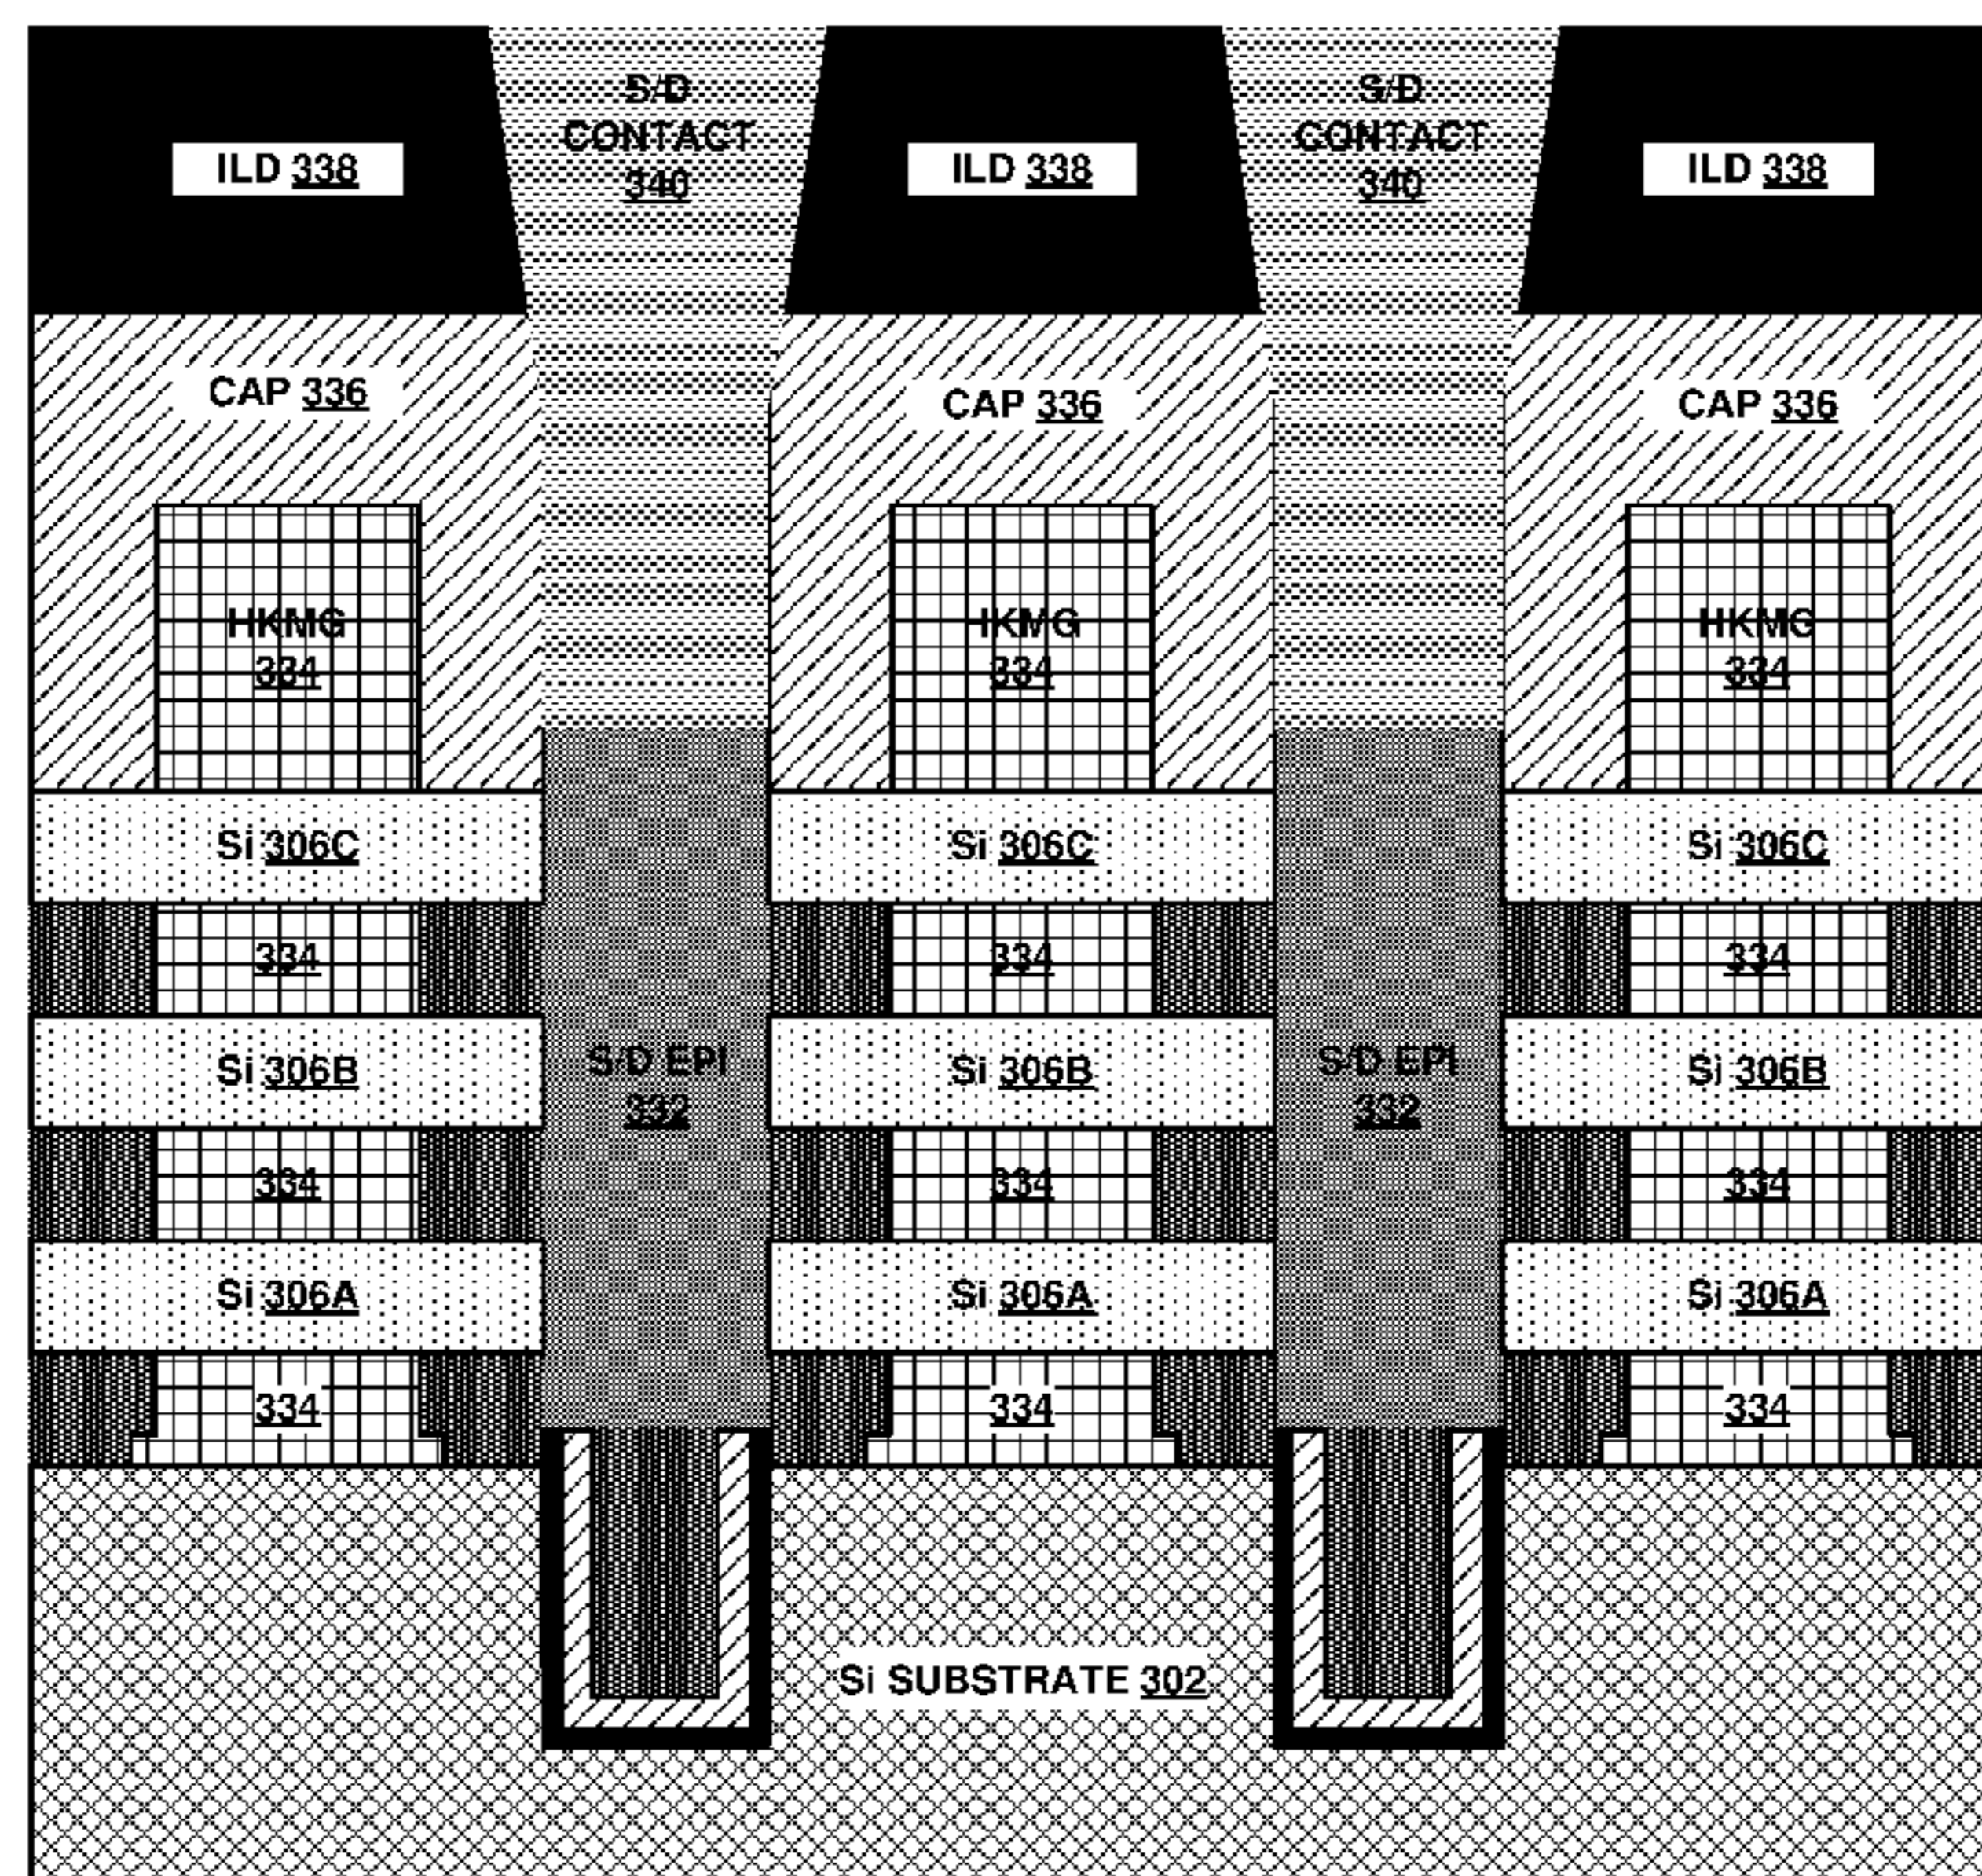 S/D
CONTACT
340
S/D
CONTACT
340
ILD 338
ILD 338
ILD 338
CAP 336
CAP 336
CAP 336
HKMG
334
HKMG
334
HKMG
334
Si 306C
Si 306C
Si 306C
334
334
334
S/D EPI
332
S/D EPI
332
Si 306B
Si 306B
Si 306B
334
334
334
Si 306A
Si 306A
Si 306A
334
334
334
Si SUBSTRATE 302